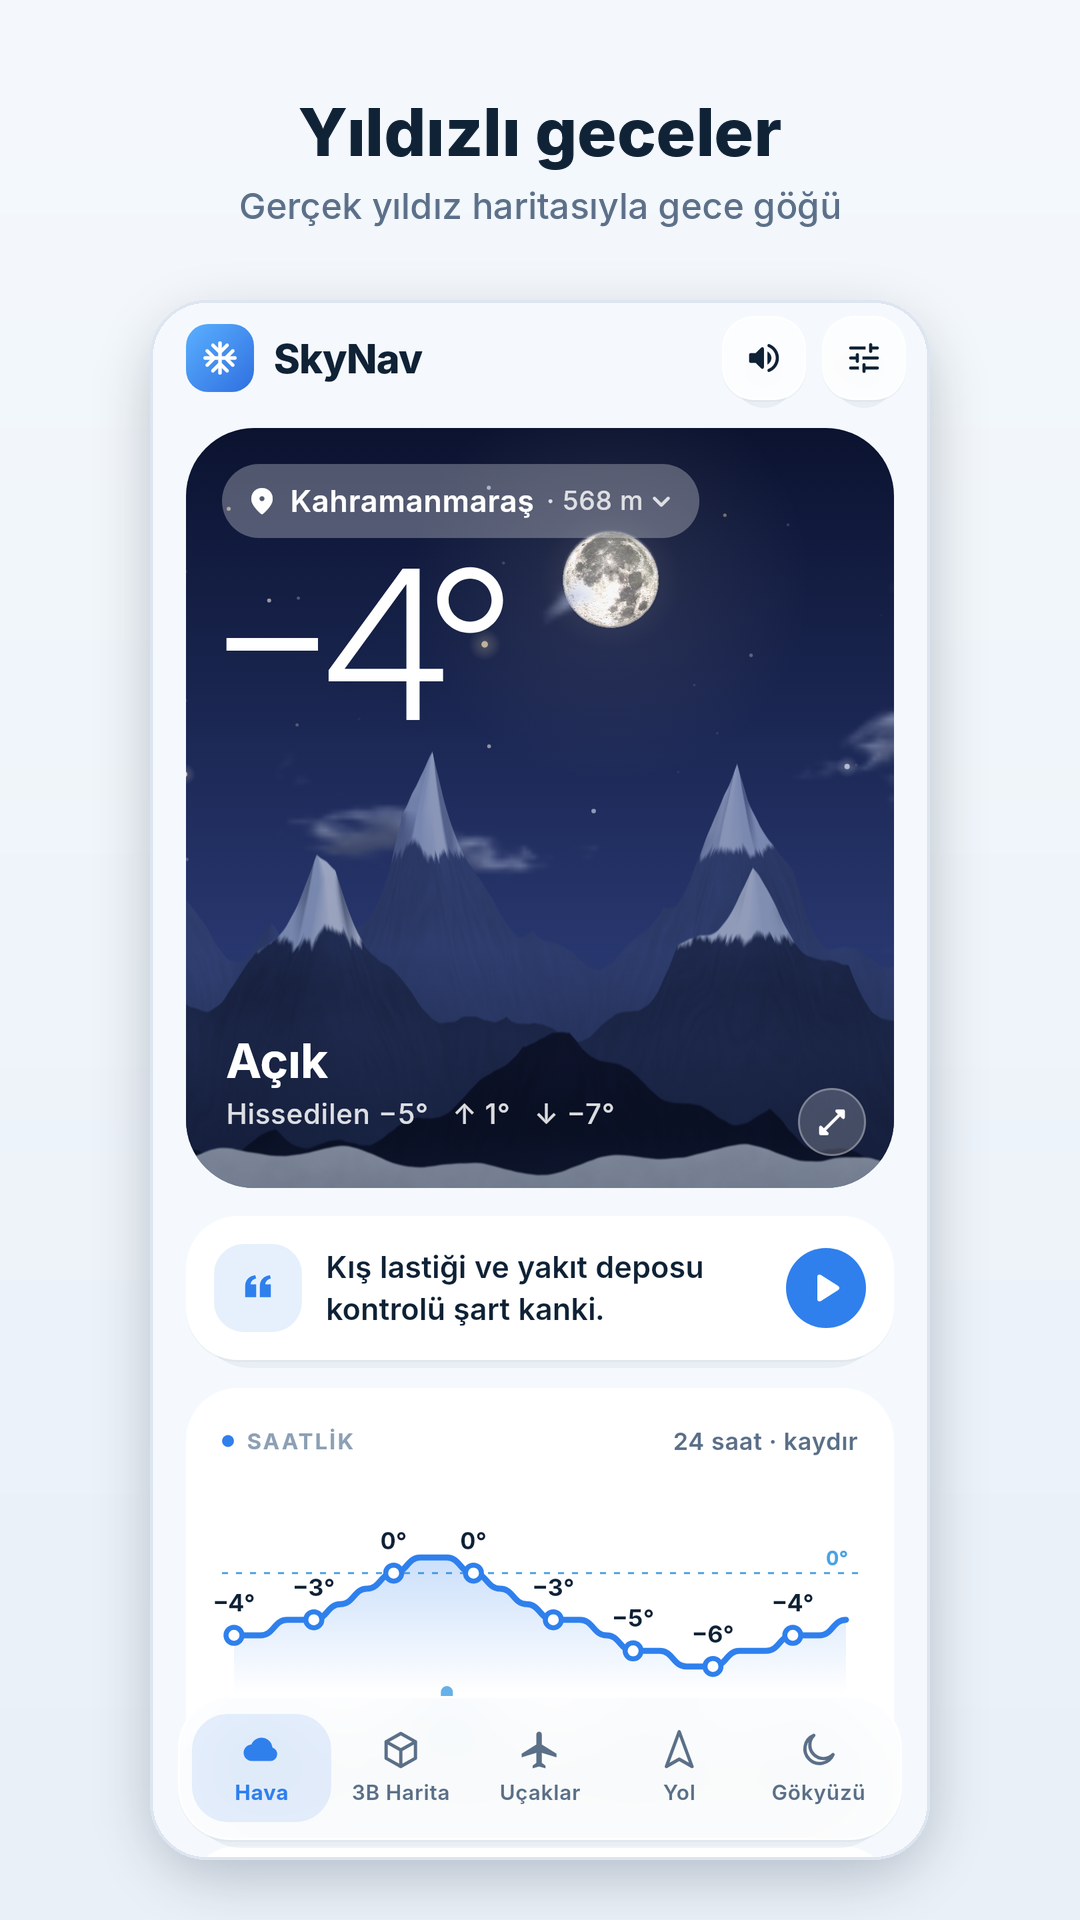 Yıldızlı geceler
Gerçek yıldız haritasıyla gece göğü
SkyNav
Kahramanmaraş · 568 m
−4°
Açık
Hissedilen −5° ↑ 1° ↓ −7°
Kış lastiği ve yakıt deposu
kontrolü şart kanki.
SAATLİK
24 saat · kaydır
0° 0°
0°
−4° −3° −3° −5° −6° −4°
Hava 3B Harita Uçaklar Yol Gökyüzü